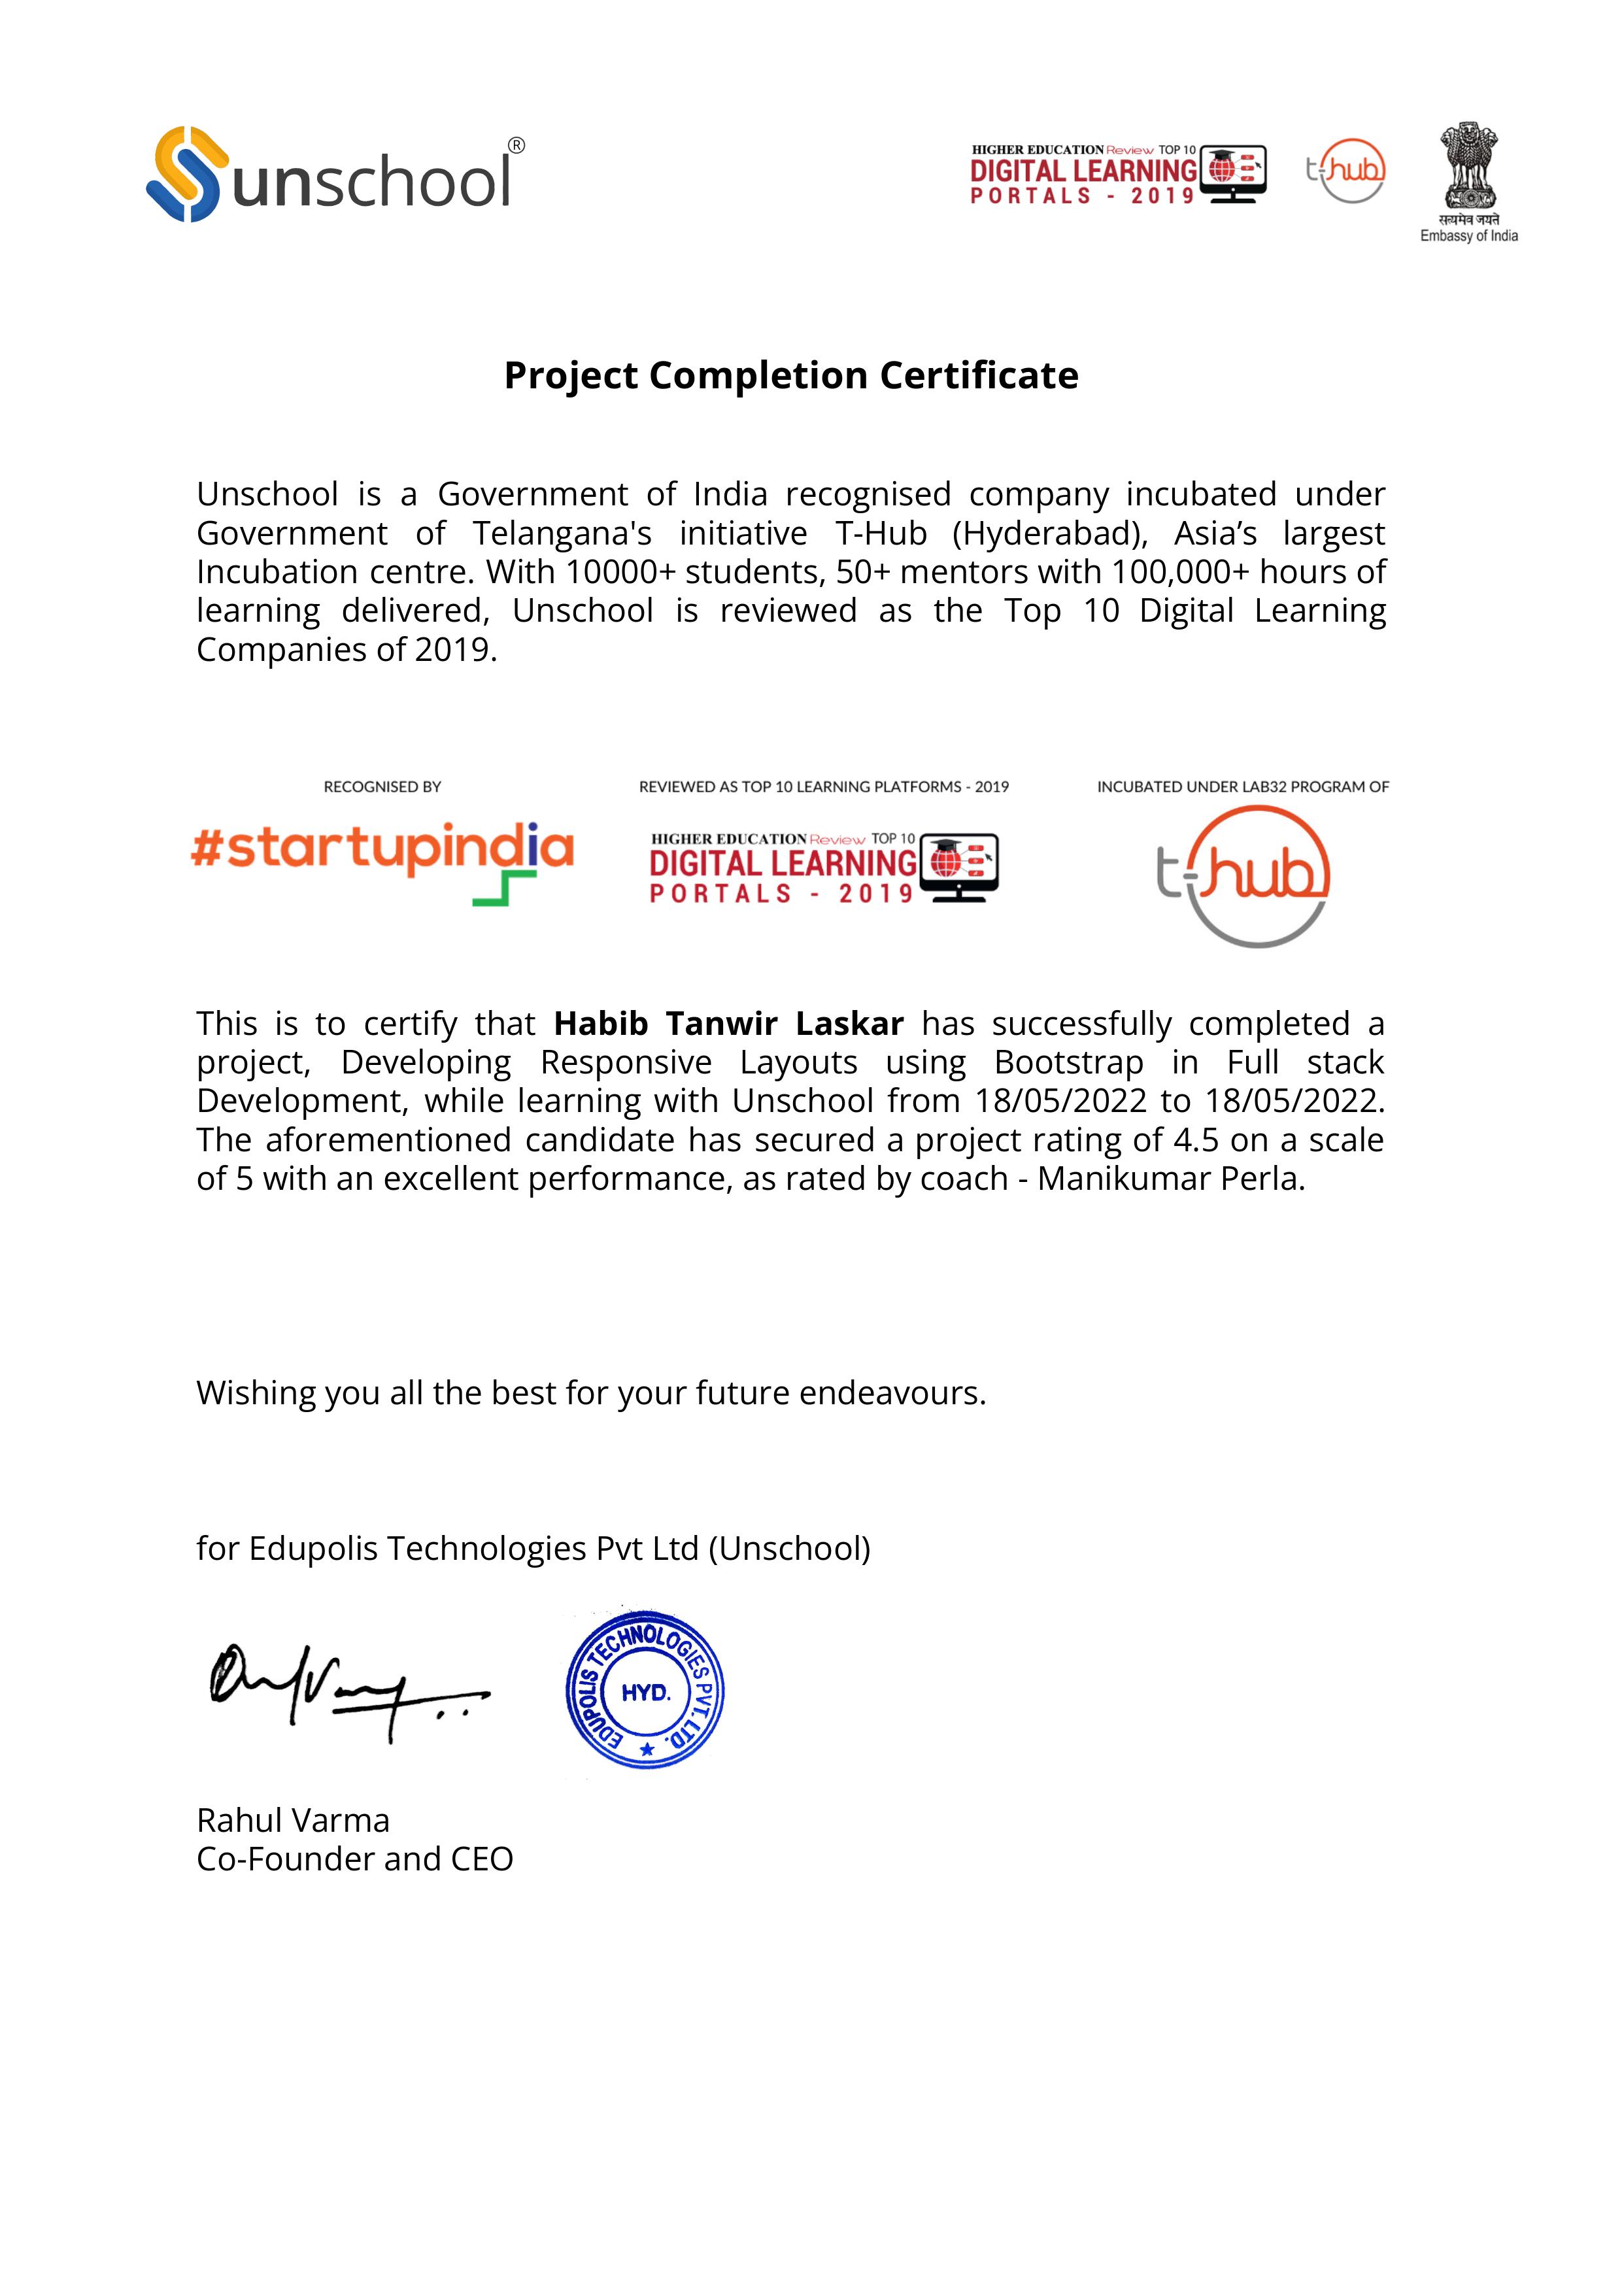 unschool®
HIGHER EDUCATION Review TOP 10
DIGITAL LEARNING
PORTALS - 2019
t-hub
सत्यमेव जयते
Embassy of India
Project Completion Certificate
Unschool is a Government of India recognised company incubated under
Government of Telangana's initiative T-Hub (Hyderabad), Asia’s largest
Incubation centre. With 10000+ students, 50+ mentors with 100,000+ hours of
learning delivered, Unschool is reviewed as the Top 10 Digital Learning
Companies of 2019.
RECOGNISED BY
#startupindia
REVIEWED AS TOP 10 LEARNING PLATFORMS - 2019
HIGHER EDUCATION Review TOP 10
DIGITAL LEARNING
PORTALS - 2019
INCUBATED UNDER LAB32 PROGRAM OF
t-hub
This is to certify that Habib Tanwir Laskar has successfully completed a
project, Developing Responsive Layouts using Bootstrap in Full stack
Development, while learning with Unschool from 18/05/2022 to 18/05/2022.
The aforementioned candidate has secured a project rating of 4.5 on a scale
of 5 with an excellent performance, as rated by coach - Manikumar Perla.
Wishing you all the best for your future endeavours.
for Edupolis Technologies Pvt Ltd (Unschool)
EDUPOLIS TECHNOLOGIES PVT. LTD.
HYD.
Rahul Varma
Co-Founder and CEO